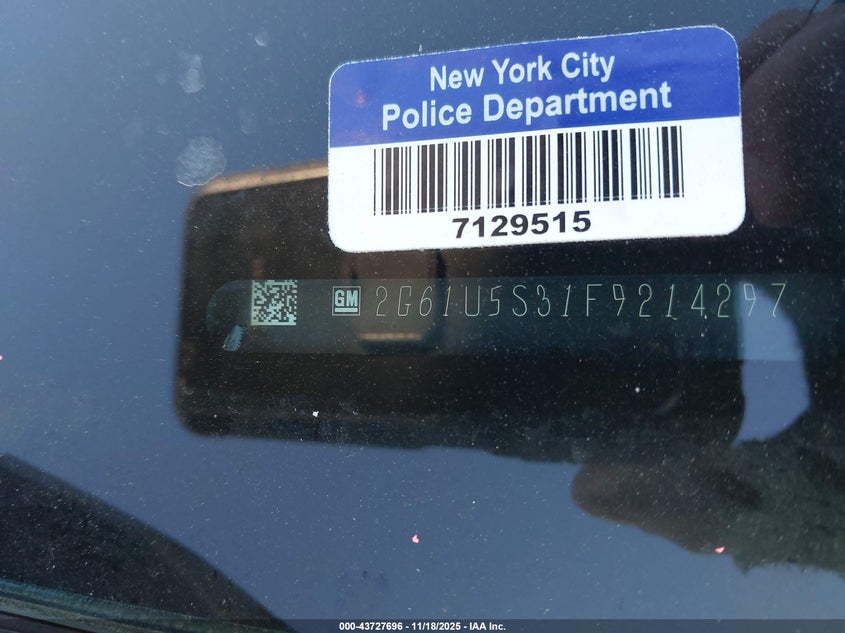 New York City
Police Department
7129515
GM 2G61U5S31F9214297
000-43727696 - 11/18/2025 - IAA Inc.